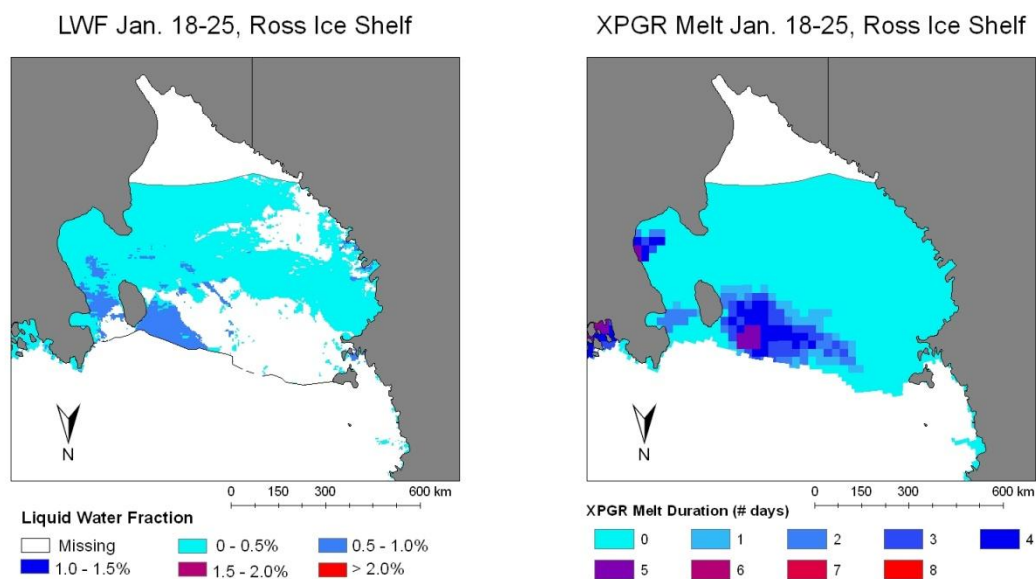 LWF Jan. 18-25, Ross Ice Shelf
N
0 150 300 600 km
Liquid Water Fraction
Missing 0 - 0.5% 0.5 - 1.0%
1.0 - 1.5% 1.5 - 2.0% > 2.0%
XPGR Melt Jan. 18-25, Ross Ice Shelf
N
0 150 300 600 km
XPGR Melt Duration (# days)
0 1 2 3 4
5 6 7 8